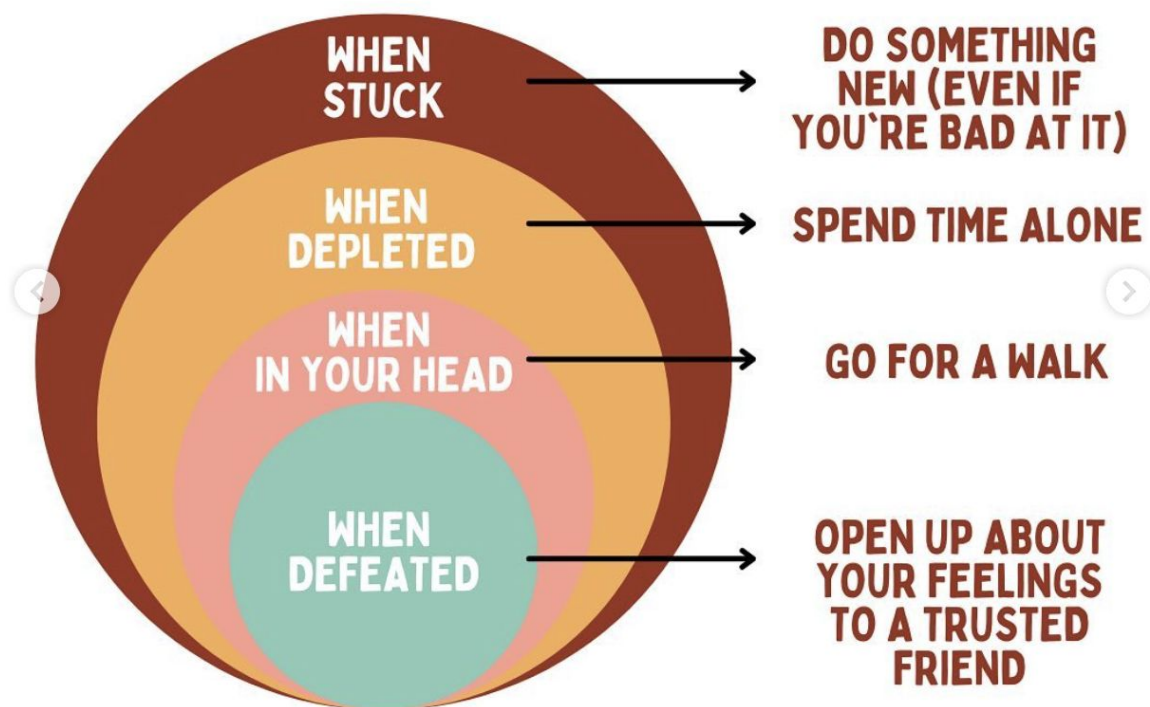 WHEN
STUCK
DO SOMETHING
NEW (EVEN IF
YOU`RE BAD AT IT)
WHEN
DEPLETED
SPEND TIME ALONE
WHEN
IN YOUR HEAD
GO FOR A WALK
WHEN
DEFEATED
OPEN UP ABOUT
YOUR FEELINGS
TO A TRUSTED
FRIEND